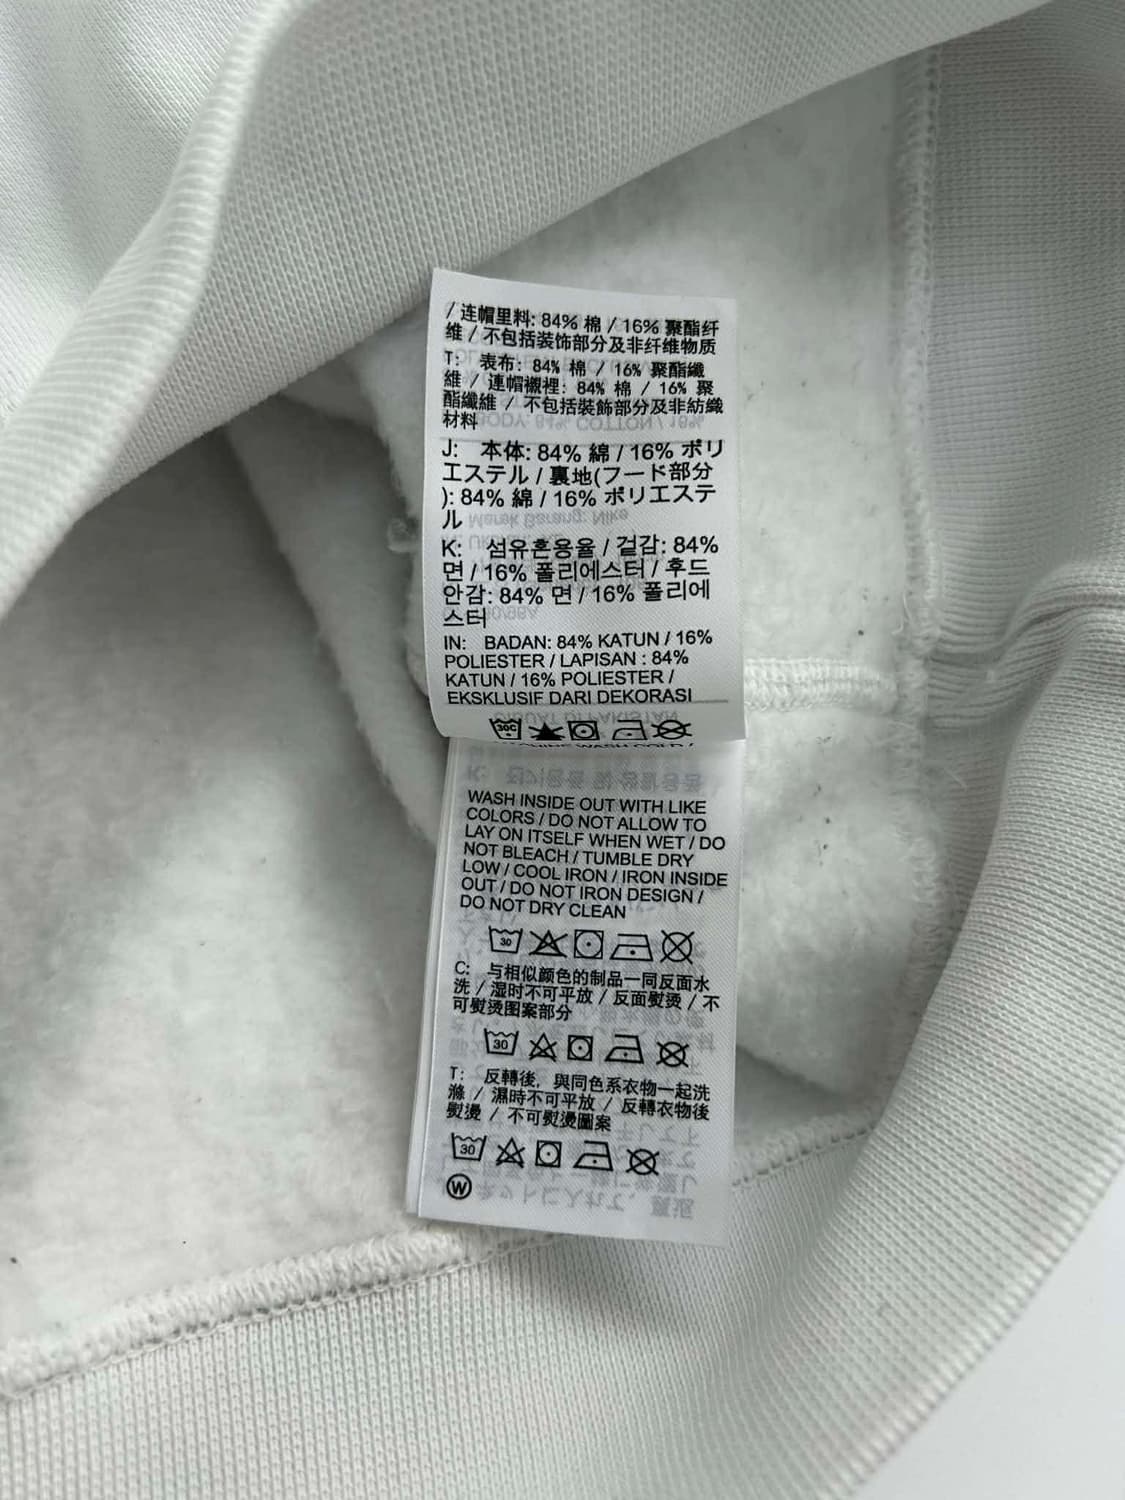 / 连帽里料: 84% 棉 / 16% 聚酯纤
维 / 不包括装饰部分及非纤维物质
T: 表布: 84% 棉 / 16% 聚酯纖
維 / 連帽襯裡: 84% 棉 / 16% 聚
酯纖維 / 不包括裝飾部分及非紡織
材料
J: 本体: 84% 綿 / 16% ポリ
エステル / 裏地(フード部分
): 84% 綿 / 16% ポリエステ
ル
K: 섬유혼용율 / 겉감: 84%
면 / 16% 폴리에스터 / 후드
안감: 84% 면 / 16% 폴리에
스터
IN: BADAN: 84% KATUN / 16%
POLIESTER / LAPISAN : 84%
KATUN / 16% POLIESTER /
EKSKLUSIF DARI DEKORASI
30C
MACHINE WASH COLD /
WASH INSIDE OUT WITH LIKE
COLORS / DO NOT ALLOW TO
LAY ON ITSELF WHEN WET / DO
NOT BLEACH / TUMBLE DRY
LOW / COOL IRON / IRON INSIDE
OUT / DO NOT IRON DESIGN /
DO NOT DRY CLEAN
30
C: 与相似颜色的制品一同反面水
洗 / 湿时不可平放 / 反面熨烫 / 不
可熨烫图案部分
30
T: 反轉後, 與同色系衣物一起洗
滌 / 濕時不可平放 / 反轉衣物後
熨燙 / 不可熨燙圖案
30
W